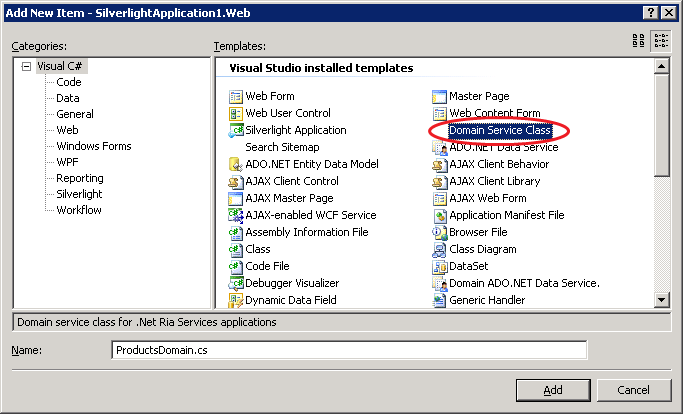 Add New Item - SilverlightApplication1.Web
Categories:
Templates:
Visual C#
Code
Data
General
Web
Windows Forms
WPF
Reporting
Silverlight
Workflow
Visual Studio installed templates
Web Form
Master Page
Web User Control
Web Content Form
Silverlight Application
Domain Service Class
Search Sitemap
ADO.NET Data Service
ADO.NET Entity Data Model
AJAX Client Behavior
AJAX Client Control
AJAX Client Library
AJAX Master Page
AJAX Web Form
AJAX-enabled WCF Service
Application Manifest File
Assembly Information File
Browser File
Class
Class Diagram
Code File
DataSet
Debugger Visualizer
Domain ADO.NET Data Service.
Dynamic Data Field
Generic Handler
Domain service class for .Net Ria Services applications
Name:
ProductsDomain.cs
Add
Cancel